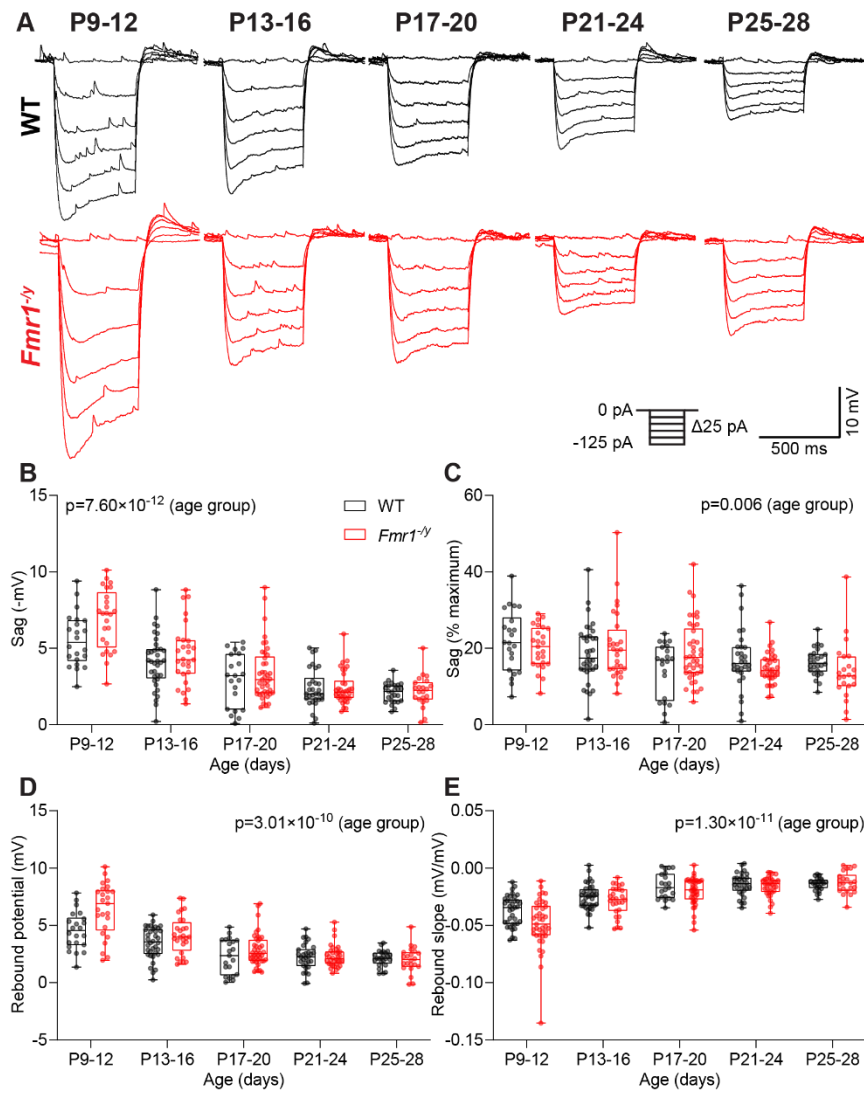 A
P9-12 P13-16 P17-20 P21-24 P25-28
WT
Fmr1-/y
0 pA
Δ25 pA
-125 pA
10 mV
500 ms
B
p=7.60×10⁻¹² (age group)
WT
Fmr1-/y
Sag (-mV)
15
10
5
0
P9-12 P13-16 P17-20 P21-24 P25-28
Age (days)
C
p=0.006 (age group)
Sag (% maximum)
60
40
20
0
P9-12 P13-16 P17-20 P21-24 P25-28
Age (days)
D
p=3.01×10⁻¹⁰ (age group)
Rebound potential (mV)
15
10
5
0
-5
P9-12 P13-16 P17-20 P21-24 P25-28
Age (days)
E
p=1.30×10⁻¹¹ (age group)
Rebound slope (mV/mV)
0.05
0.00
-0.05
-0.10
-0.15
P9-12 P13-16 P17-20 P21-24 P25-28
Age (days)